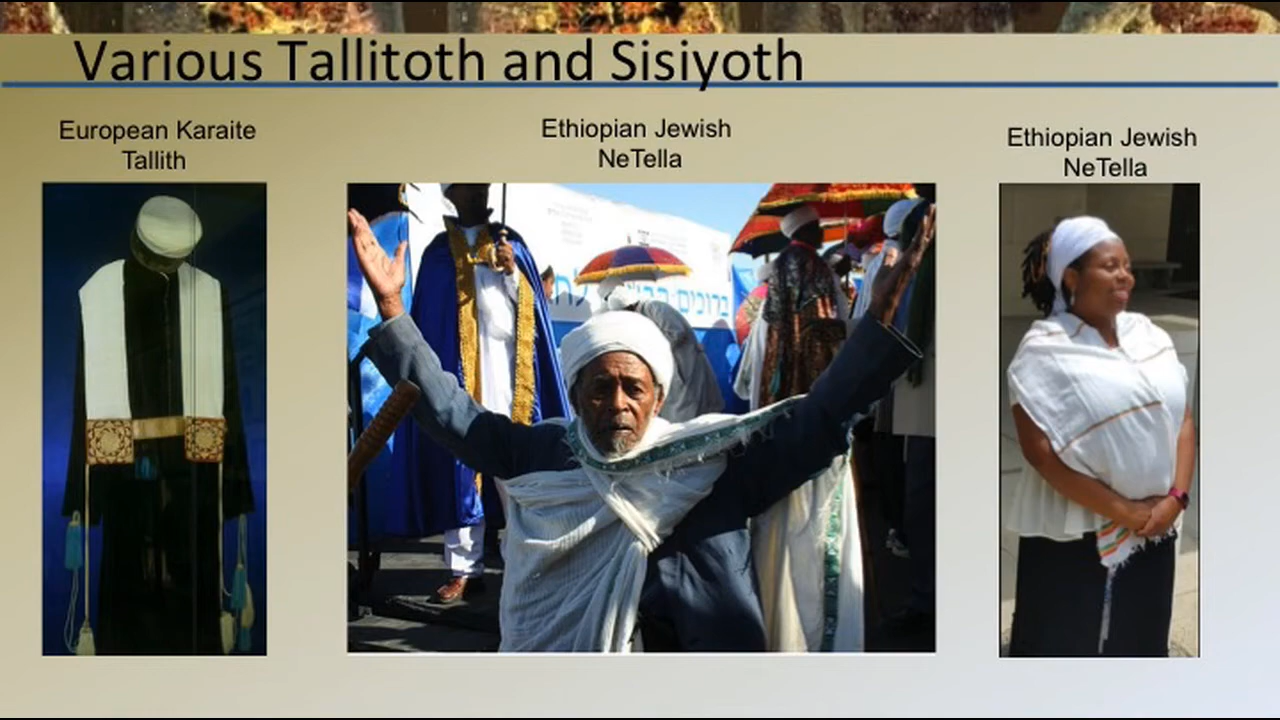 Various Tallitoth and Sisiyoth
European Karaite
Tallith
Ethiopian Jewish
NeTella
Ethiopian Jewish
NeTella